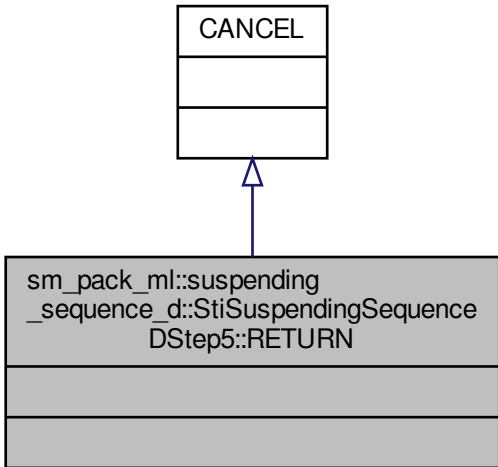 CANCEL
sm_pack_ml::suspending
_sequence_d::StiSuspendingSequence
DStep5::RETURN